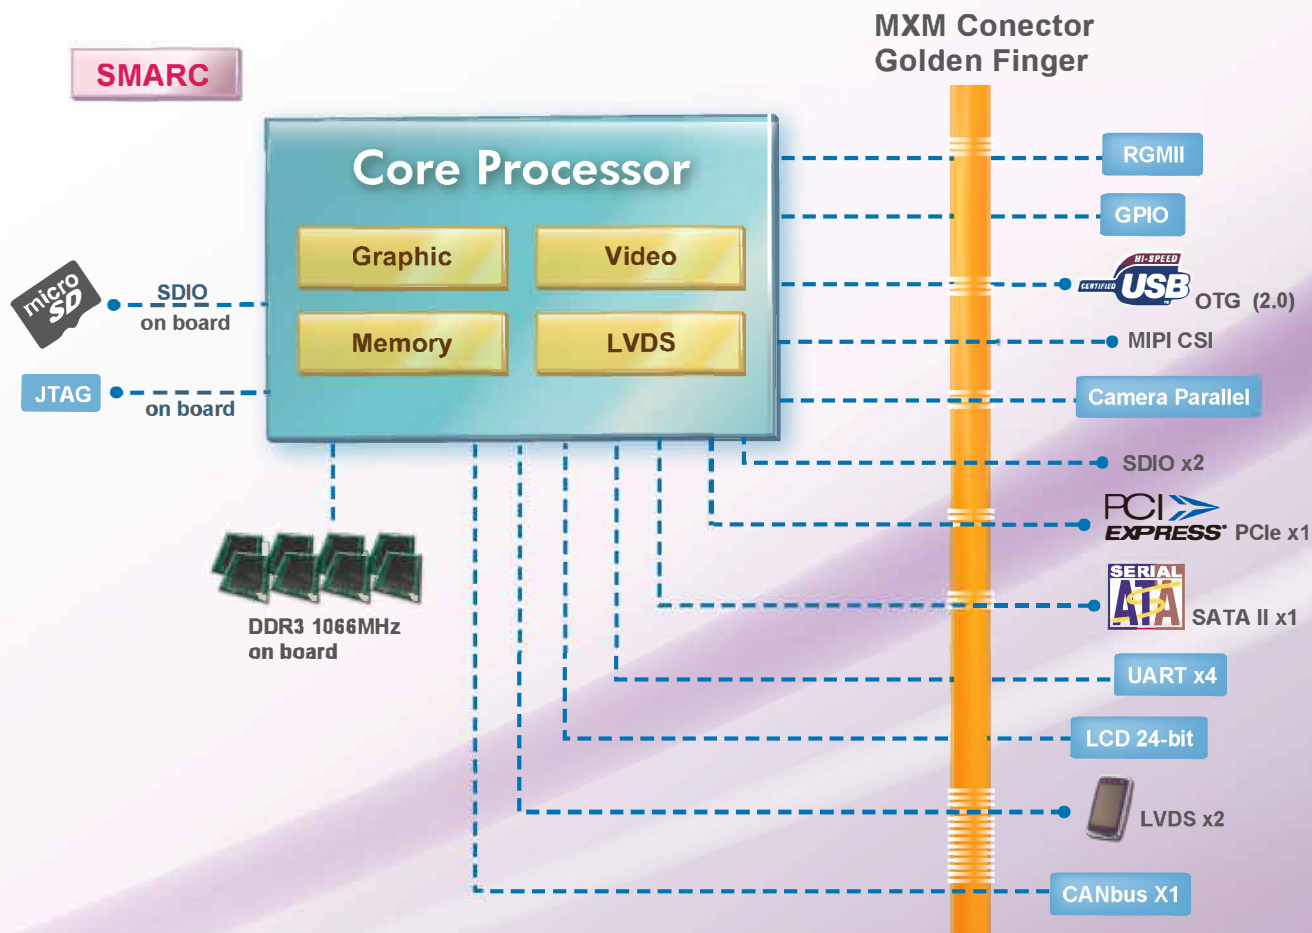 MXM Conector
Golden Finger
SMARC
Core Processor
Graphic
Video
Memory
LVDS
micro
SD
SDIO
on board
JTAG
on board
DDR3 1066MHz
on board
RGMII
GPIO
HI-SPEED
CERTIFIED USB
OTG (2.0)
MIPI CSI
Camera Parallel
SDIO x2
PCI
EXPRESS® PCIe x1
SERIAL
ATA
SATA II x1
UART x4
LCD 24-bit
LVDS x2
CANbus X1